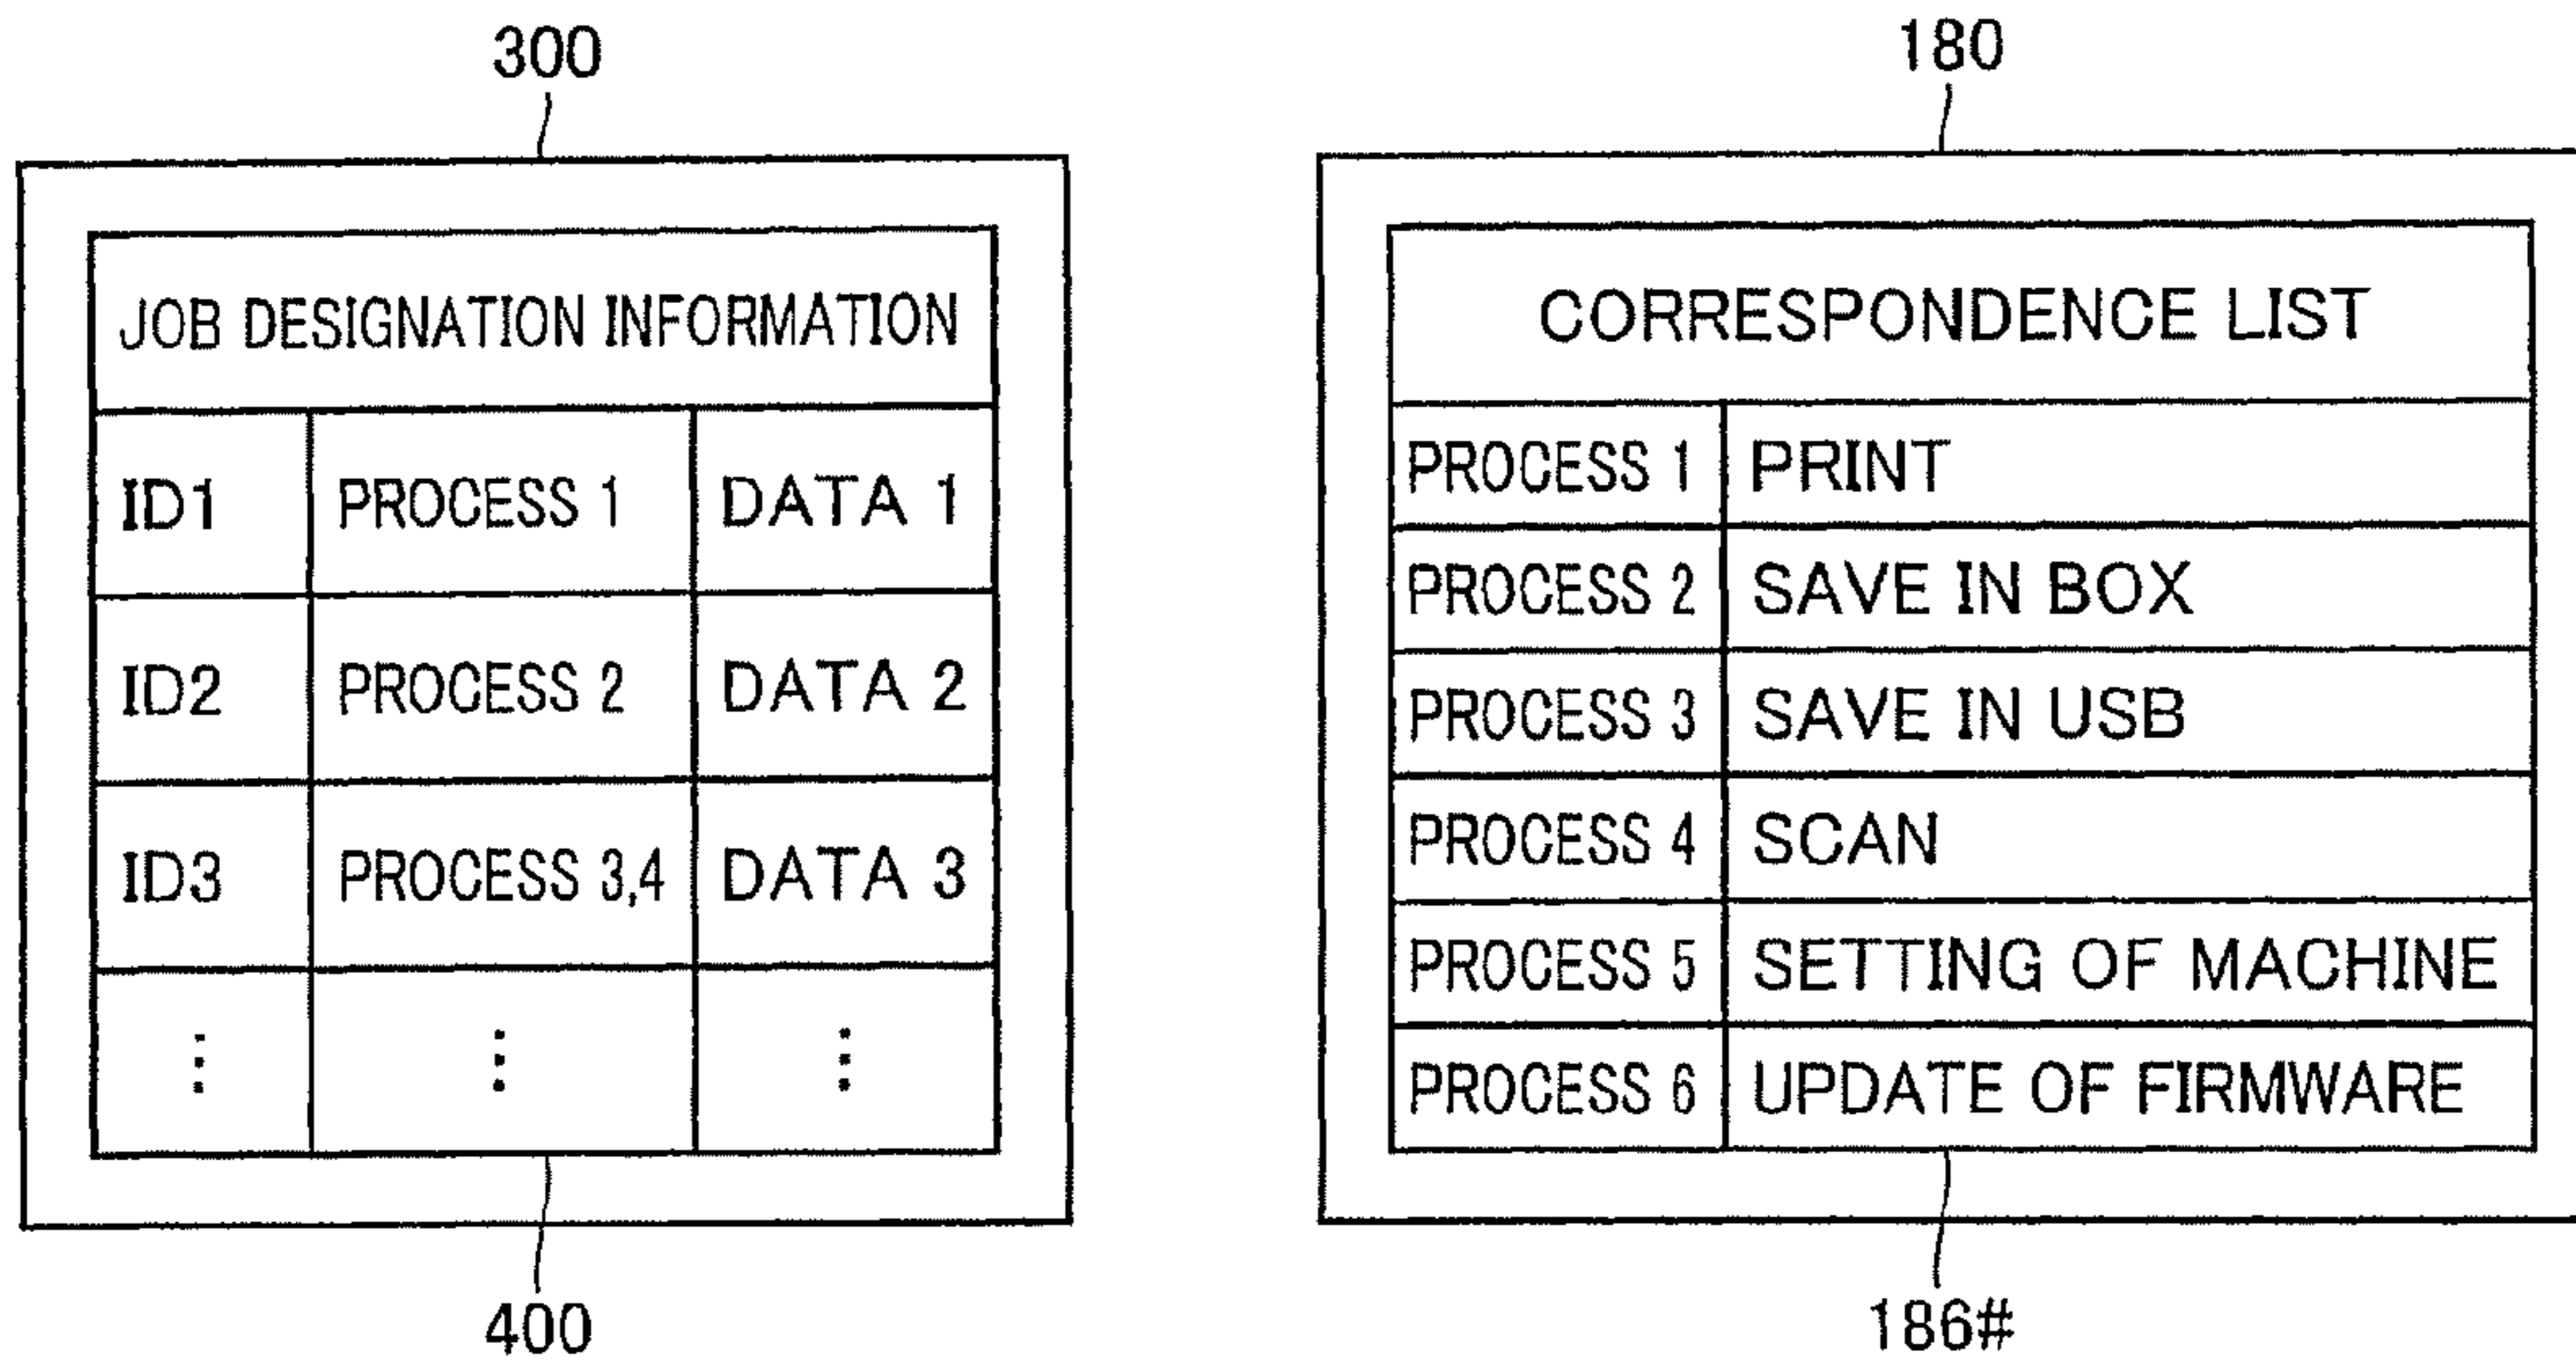 300
JOB DESIGNATION INFORMATION
ID1 PROCESS 1 DATA 1
ID2 PROCESS 2 DATA 2
ID3 PROCESS 3,4 DATA 3
⋮ ⋮ ⋮
400
180
CORRESPONDENCE LIST
PROCESS 1 PRINT
PROCESS 2 SAVE IN BOX
PROCESS 3 SAVE IN USB
PROCESS 4 SCAN
PROCESS 5 SETTING OF MACHINE
PROCESS 6 UPDATE OF FIRMWARE
186#